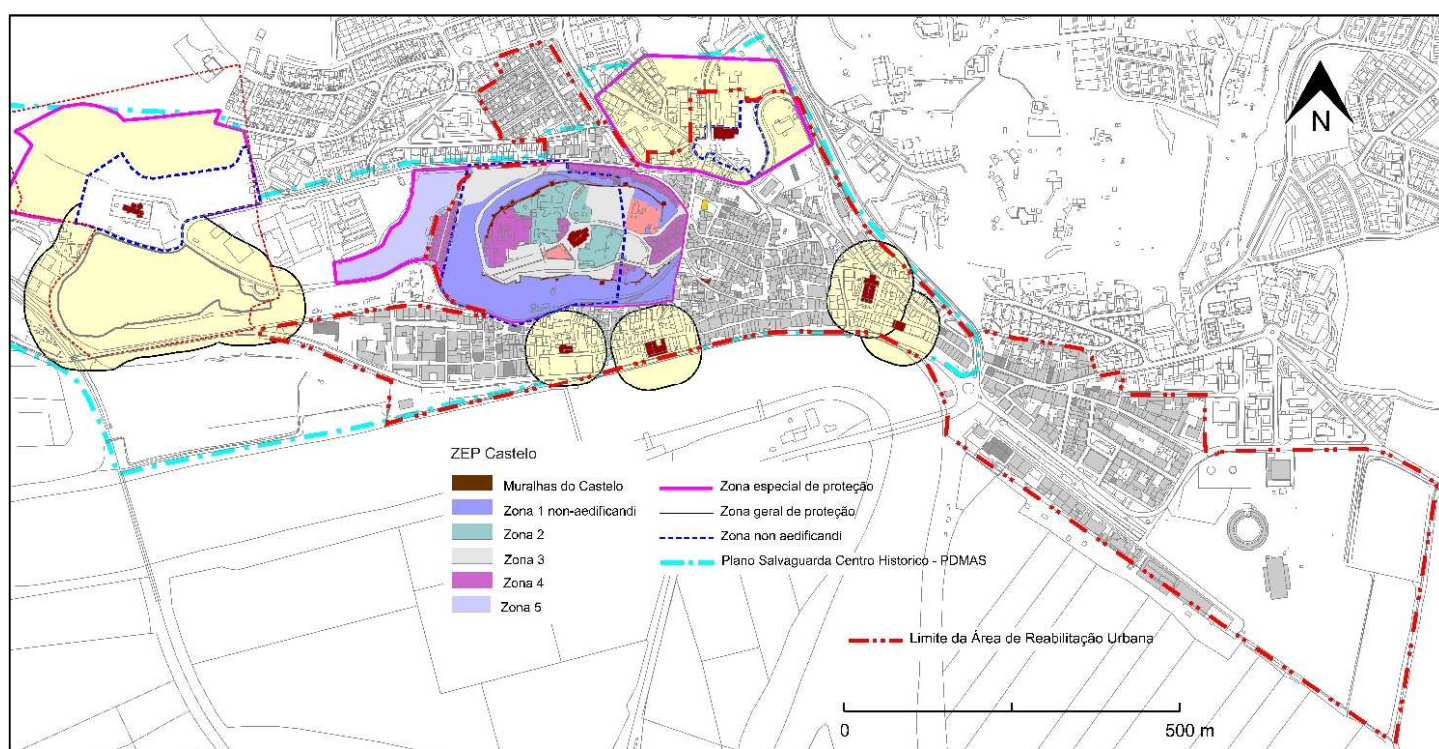 N
ZEP Castelo
Muralhas do Castelo
Zona 1 non-aedificandi
Zona 2
Zona 3
Zona 4
Zona 5
Zona especial de proteção
Zona geral de proteção
Zona non aedificandi
Plano Salvaguarda Centro Historico - PDMAS
Limite da Área de Reabilitação Urbana
0 500 m